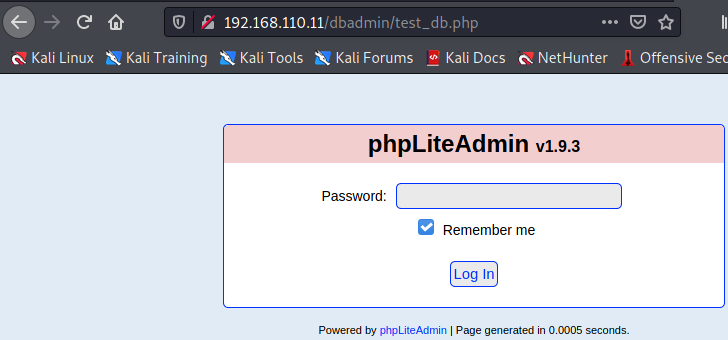 192.168.110.11/dbadmin/test_db.php
Kali Linux Kali Training Kali Tools Kali Forums Kali Docs NetHunter Offensive Sec
phpLiteAdmin v1.9.3
Password:
Remember me
Log In
Powered by phpLiteAdmin | Page generated in 0.0005 seconds.